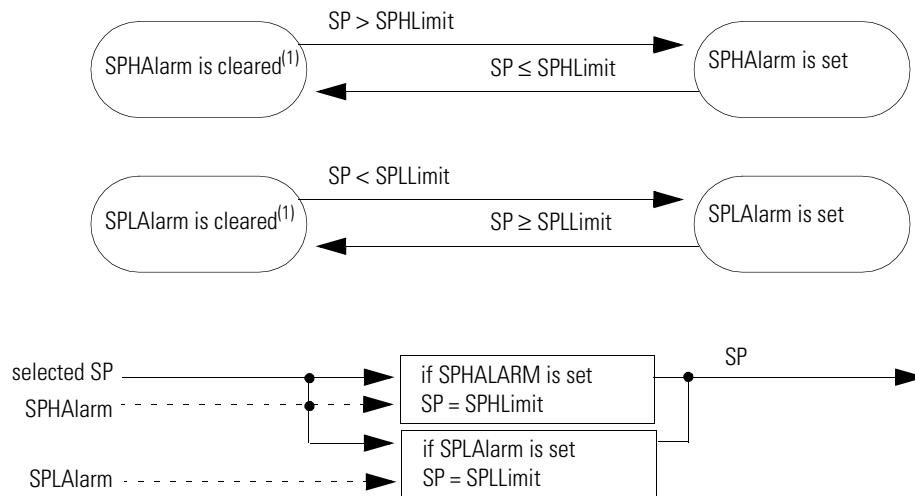 SP > SPHLimit
SPHAlarm is cleared(1)
SPHAlarm is set
SP ≤ SPHLimit
SP < SPLLimit
SPLAlarm is cleared(1)
SPLAlarm is set
SP ≥ SPLLimit
SP
selected SP
if SPHALARM is set
SPHAlarm
SP = SPHLimit
if SPLAlarm is set
SPLAlarm
SP = SPLLimit